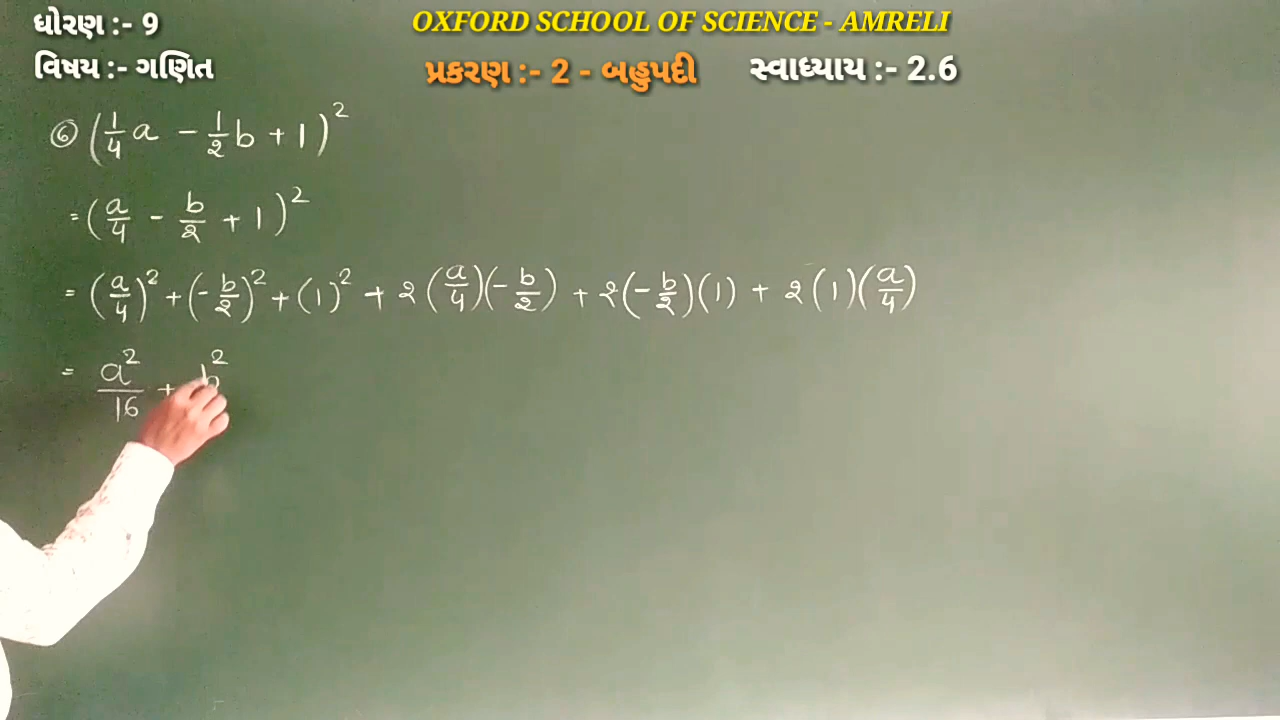 ધોરણ :- 9
OXFORD SCHOOL OF SCIENCE - AMRELI
વિષય :- ગણિત
પ્રકરણ :- 2 - બહુપદી
સ્વાધ્યાય :- 2.6
⑥ (1/4 a - 1/2 b + 1)²
= (a/4 - b/2 + 1)²
= (a/4)² + (-b/2)² + (1)² + 2(a/4)(-b/2) + 2(-b/2)(1) + 2(1)(a/4)
= a²/16 + b²